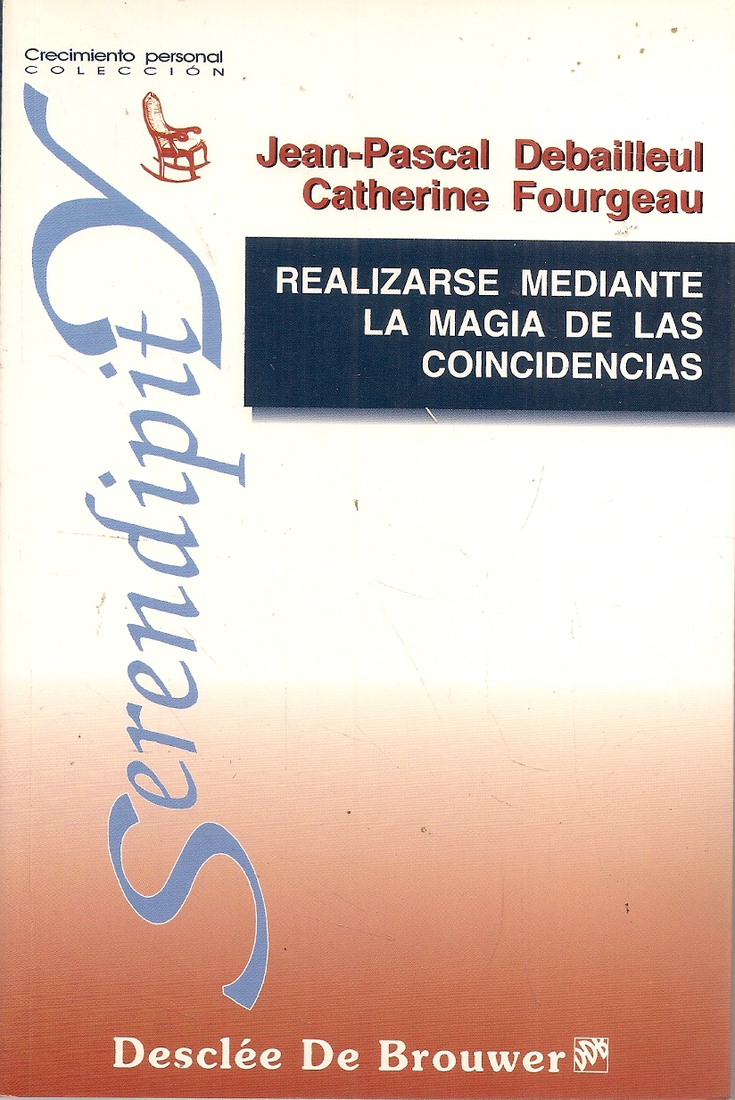 Crecimiento personal
COLECCIÓN
SerendipitY
Jean-Pascal Debailleul
Catherine Fourgeau
REALIZARSE MEDIANTE
LA MAGIA DE LAS
COINCIDENCIAS
Desclée De Brouwer
DDB